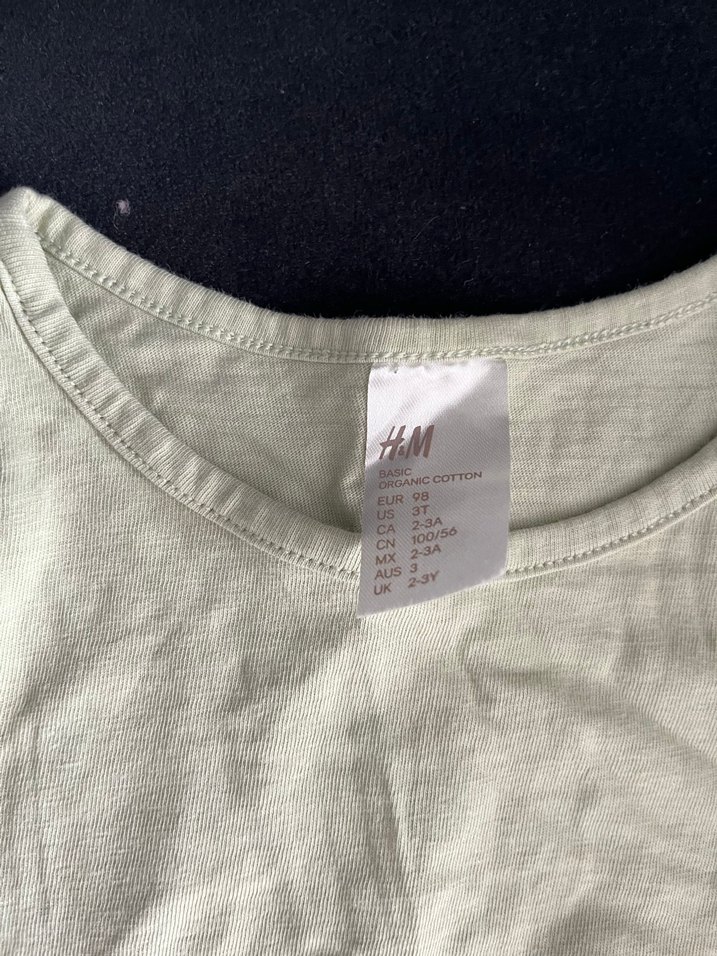 H&M
BASIC
ORGANIC COTTON
EUR 98
US 3T
CA 2-3A
CN 100/56
MX 2-3A
AUS 3
UK 2-3Y